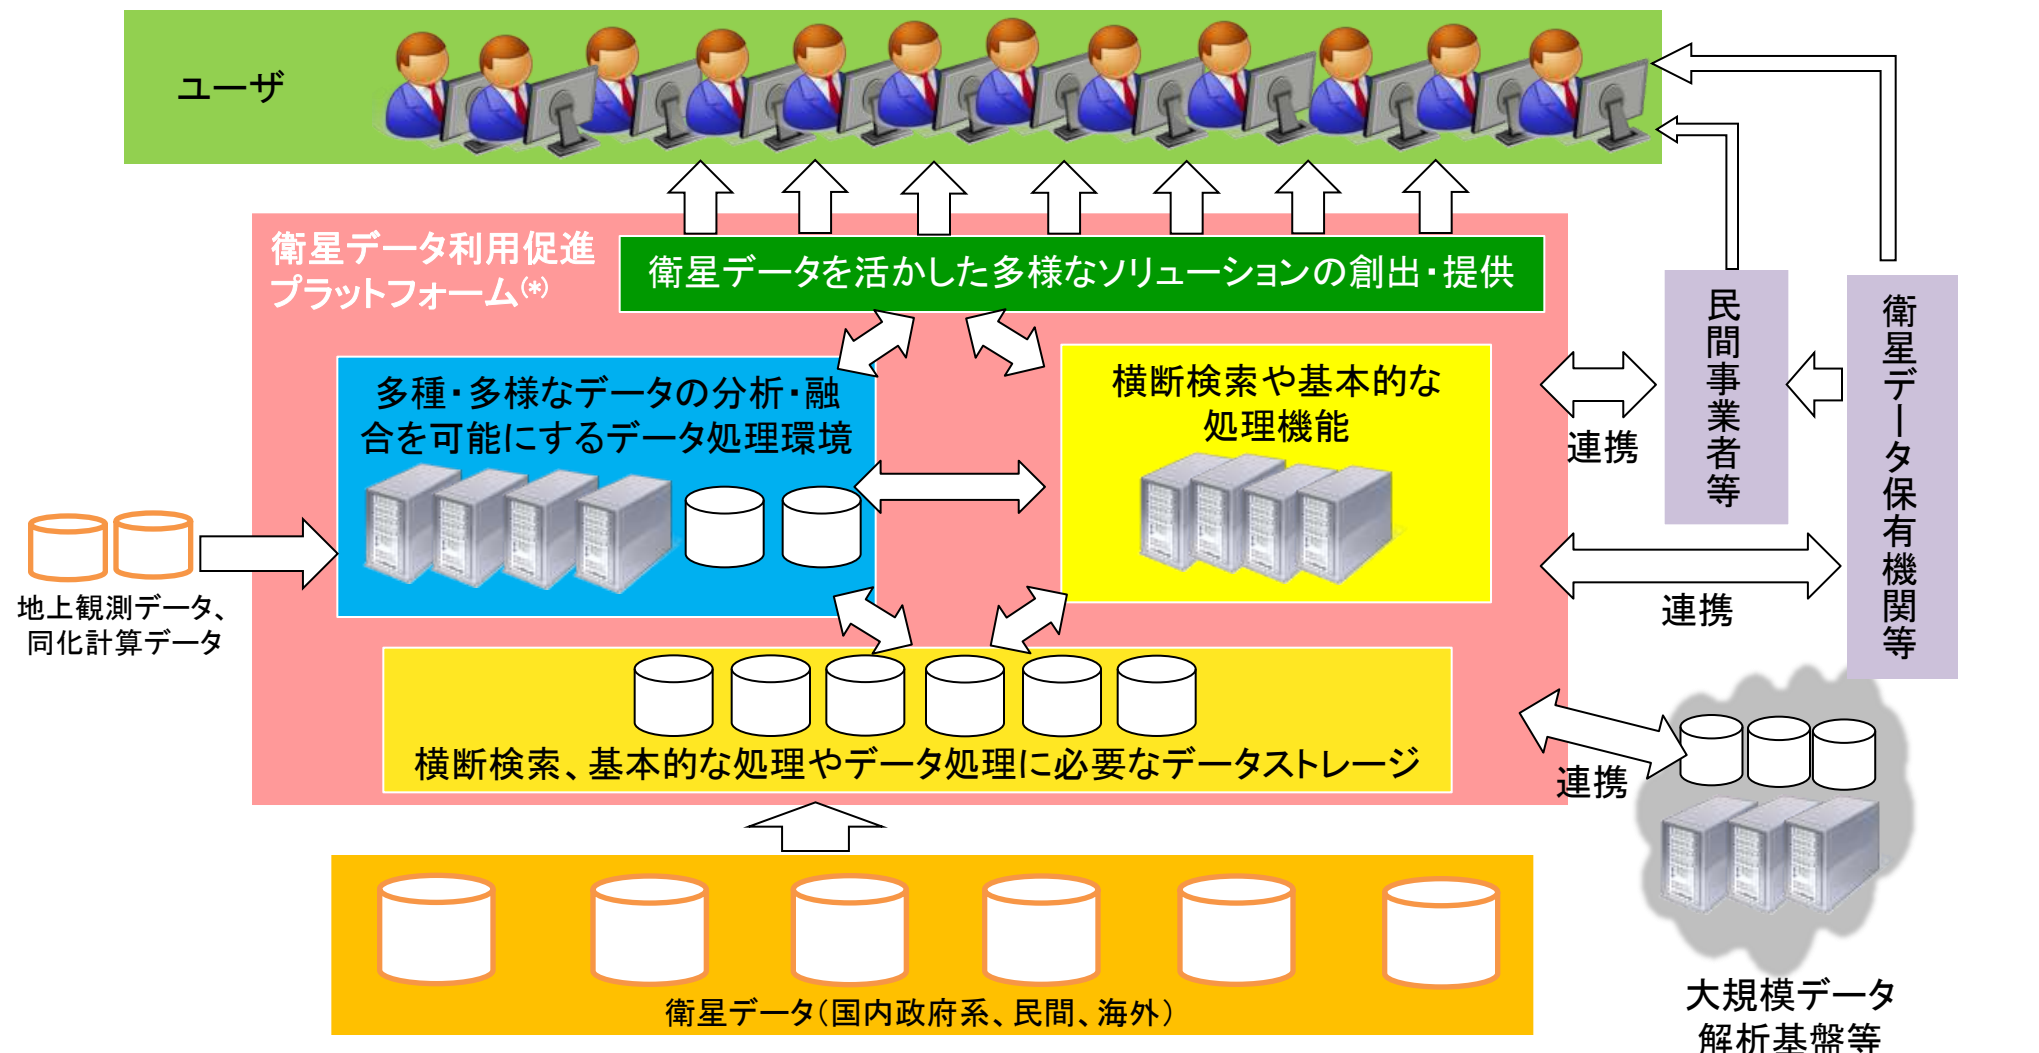 ユーザ
衛星データ利用促進
プラットフォーム(*)
衛星データを活かした多様なソリューションの創出・提供
多種・多様なデータの分析・融
合を可能にするデータ処理環境
横断検索や基本的な
処理機能
連携
民間事業者等
衛星データ保有機関等
地上観測データ、
同化計算データ
連携
横断検索、基本的な処理やデータ処理に必要なデータストレージ
連携
衛星データ(国内政府系、民間、海外)
大規模データ
解析基盤等